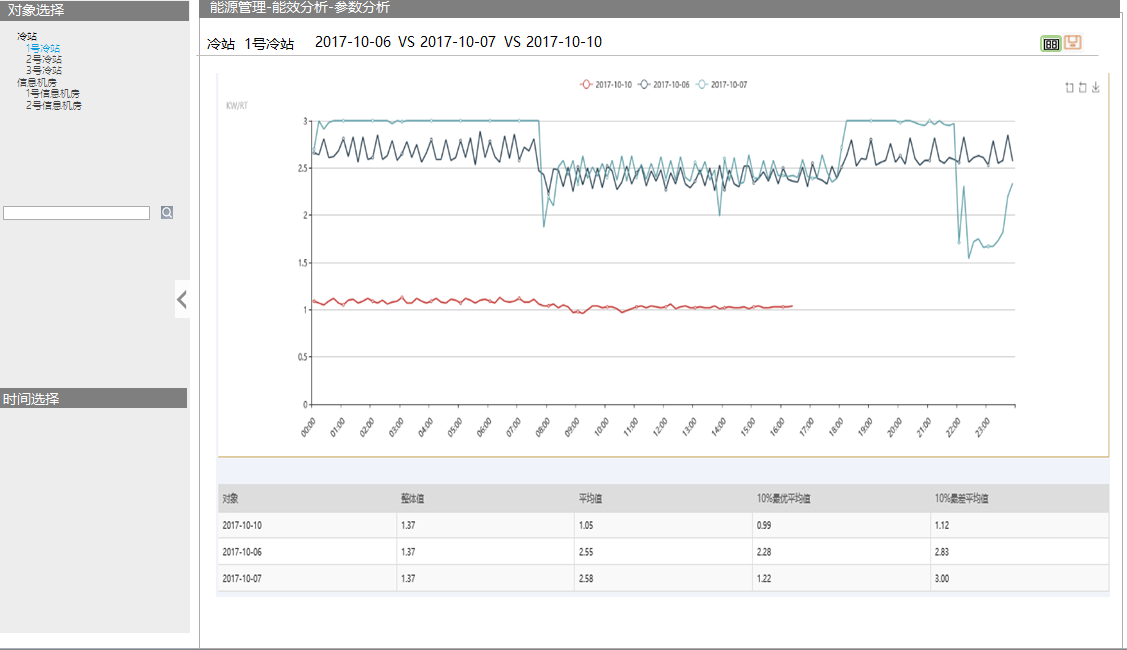 对象选择
冷站
1号冷站
2号冷站
3号冷站
信息机房
1号信息机房
2号信息机房
时间选择
能源管理-能效分析-参数分析
冷站 1号冷站 2017-10-06 VS 2017-10-07 VS 2017-10-10
2017-10-10 2017-10-06 2017-10-07
KW/RT
3
2.5
2
1.5
1
0.5
0
00:00 01:00 02:00 03:00 04:00 05:00 06:00 07:00 08:00 09:00 10:00 11:00 12:00 13:00 14:00 15:00 16:00 17:00 18:00 19:00 20:00 21:00 22:00 23:00
对象 整体值 平均值 10%最优平均值 10%最差平均值
2017-10-10 1.37 1.05 0.99 1.12
2017-10-06 1.37 2.55 2.28 2.83
2017-10-07 1.37 2.58 1.22 3.00